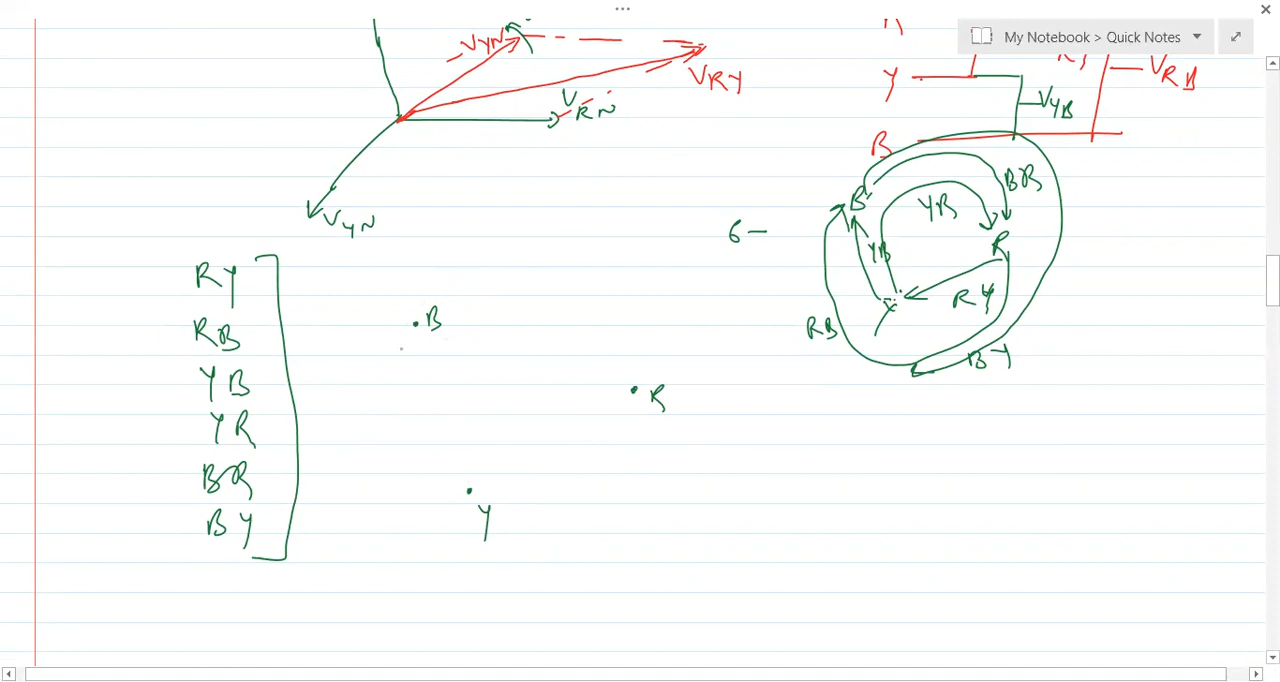 ...
My Notebook > Quick Notes
-VYN
VRY
VRN
VYN
Y
VRB
VYB
B
B
BR
YB
R
6 —
YB
RY
RB
BY
RY
RB
YB
YR
BR
BY
B
R
Y